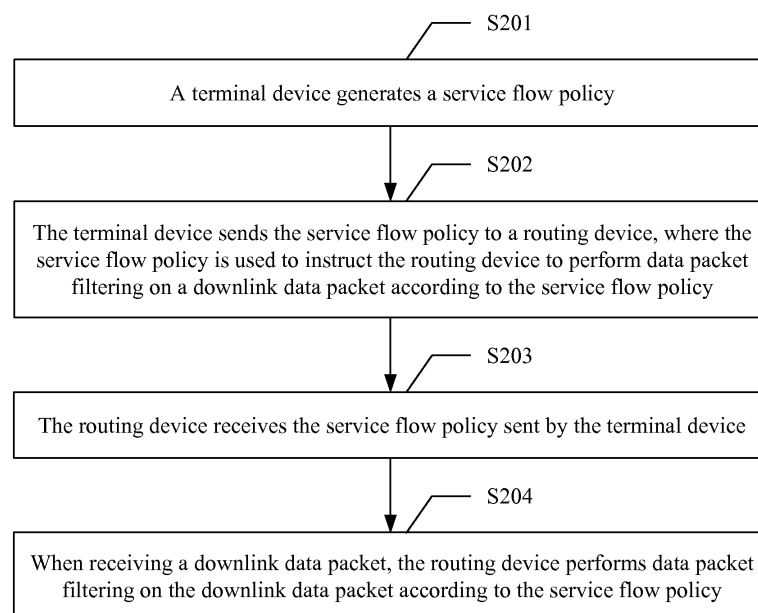 S201
A terminal device generates a service flow policy
S202
The terminal device sends the service flow policy to a routing device, where the
service flow policy is used to instruct the routing device to perform data packet
filtering on a downlink data packet according to the service flow policy
S203
The routing device receives the service flow policy sent by the terminal device
S204
When receiving a downlink data packet, the routing device performs data packet
filtering on the downlink data packet according to the service flow policy